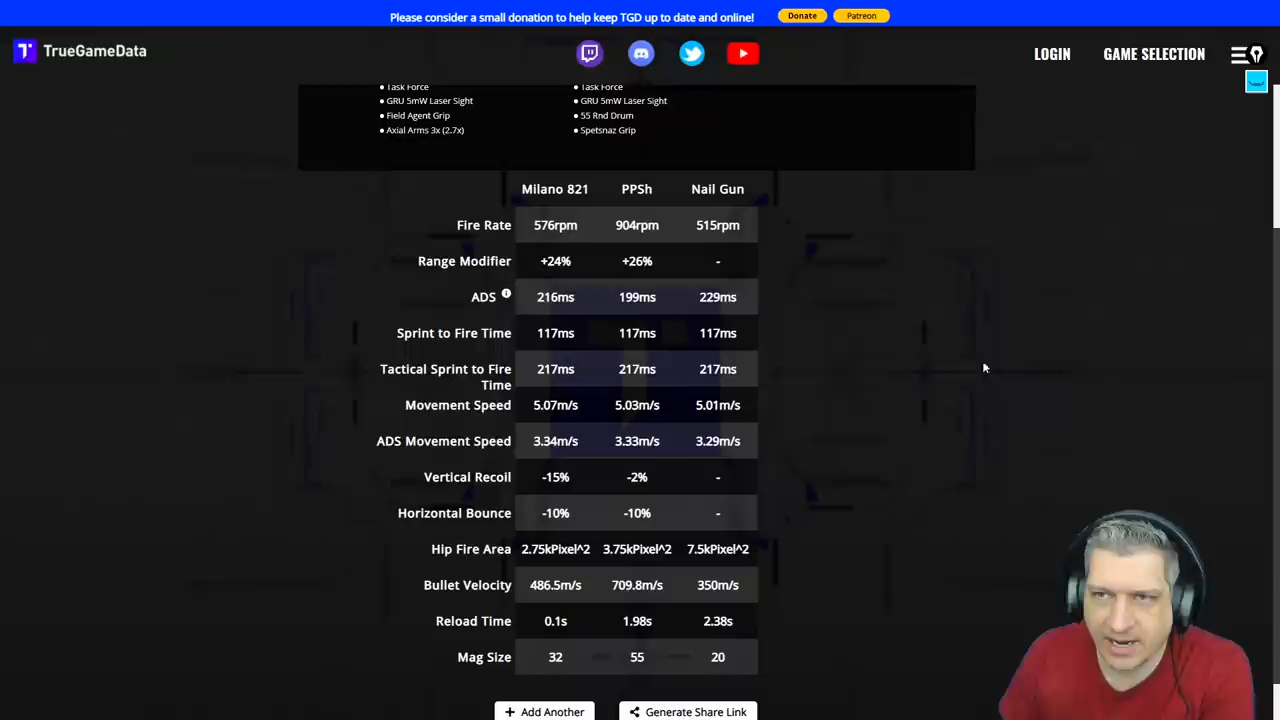 Please consider a small donation to help keep TGD up to date and online! Donate Patreon
TrueGameData LOGIN GAME SELECTION
• Task Force • Task Force
• GRU 5mW Laser Sight • GRU 5mW Laser Sight
• Field Agent Grip • 55 Rnd Drum
• Axial Arms 3x (2.7x) • Spetsnaz Grip
Milano 821 PPSh Nail Gun
Fire Rate 576rpm 904rpm 515rpm
Range Modifier +24% +26% -
ADS 216ms 199ms 229ms
Sprint to Fire Time 117ms 117ms 117ms
Tactical Sprint to Fire 217ms 217ms 217ms
Time
Movement Speed 5.07m/s 5.03m/s 5.01m/s
ADS Movement Speed 3.34m/s 3.33m/s 3.29m/s
Vertical Recoil -15% -2% -
Horizontal Bounce -10% -10% -
Hip Fire Area 2.75kPixel^2 3.75kPixel^2 7.5kPixel^2
Bullet Velocity 486.5m/s 709.8m/s 350m/s
Reload Time 0.1s 1.98s 2.38s
Mag Size 32 55 20
+ Add Another Generate Share Link